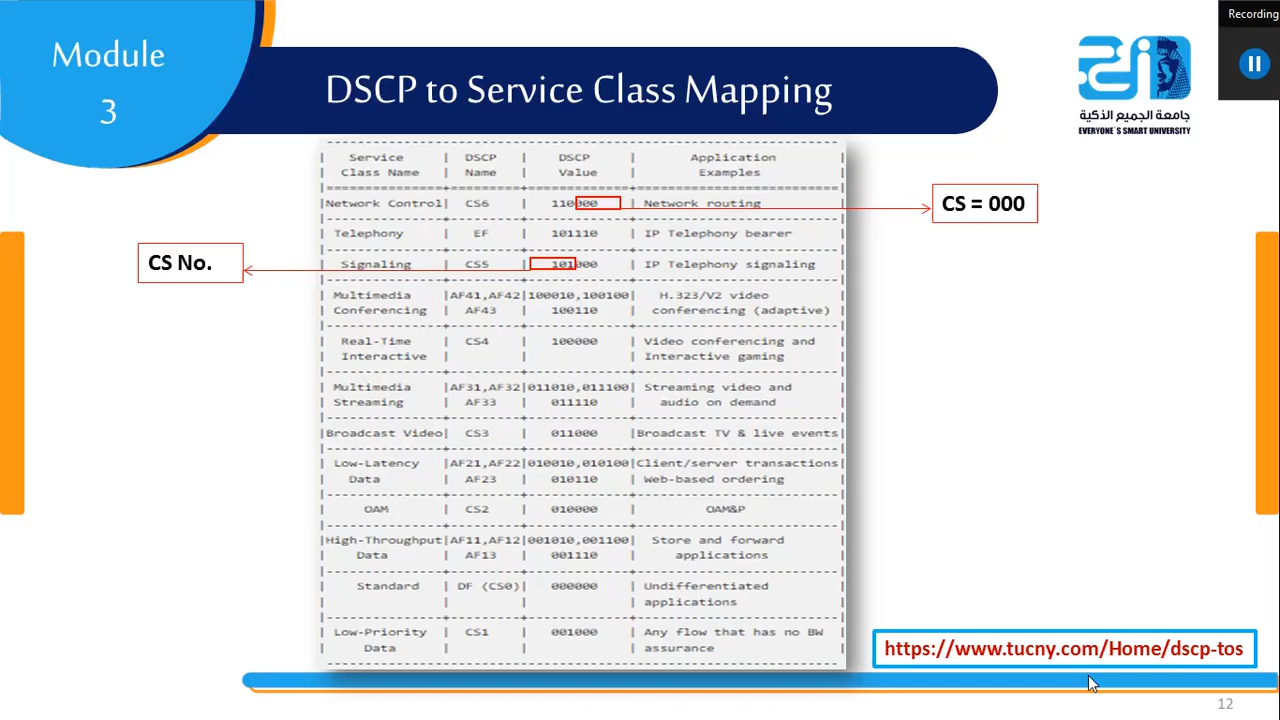 Recording
Module
3
DSCP to Service Class Mapping
جامعة الجميع الذكية
EVERYONE`S SMART UNIVERSITY
| Service | DSCP | DSCP | Application |
| Class Name | Name | Value | Examples |
|Network Control| CS6 | 110000 | Network routing |
CS = 000
| Telephony | EF | 101110 | IP Telephony bearer |
CS No.
| Signaling | CS5 | 101000 | IP Telephony signaling |
| Multimedia |AF41,AF42|100010,100100| H.323/V2 video |
| Conferencing | AF43 | 100110 | conferencing (adaptive) |
| Real-Time | CS4 | 100000 | Video conferencing and |
| Interactive | | | Interactive gaming |
| Multimedia |AF31,AF32|011010,011100| Streaming video and |
| Streaming | AF33 | 011110 | audio on demand |
|Broadcast Video| CS3 | 011000 |Broadcast TV & live events|
| Low-Latency |AF21,AF22|010010,010100|Client/server transactions|
| Data | AF23 | 010110 | Web-based ordering |
| OAM | CS2 | 010000 | OAM&P |
|High-Throughput|AF11,AF12|001010,001100| Store and forward |
| Data | AF13 | 001110 | applications |
| Standard | DF (CS0)| 000000 | Undifferentiated |
| | | | applications |
| Low-Priority | CS1 | 001000 | Any flow that has no BW |
| Data | | | assurance |
https://www.tucny.com/Home/dscp-tos
12